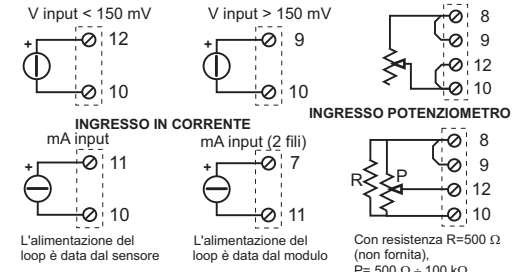 V input < 150 mV
+
12
10
V input > 150 mV
+
9
10
8
9
12
10
INGRESSO POTENZIOMETRO
INGRESSO IN CORRENTE
mA input
+
11
10
L'alimentazione del
loop è data dal sensore
mA input (2 fili)
+
7
11
L'alimentazione del
loop è data dal modulo
R
P
8
9
12
10
Con resistenza R=500 Ω
(non fornita),
P= 500 Ω ÷ 100 kΩ